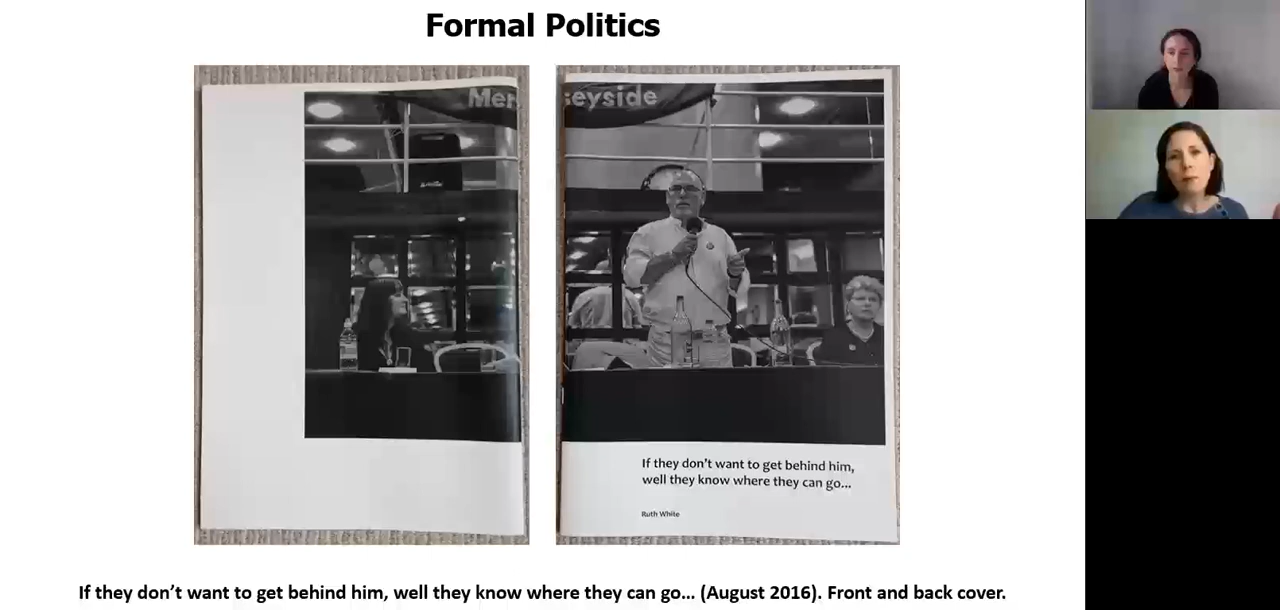 Formal Politics
Mer
eyside
If they don't want to get behind him,
well they know where they can go...
Ruth White
If they don't want to get behind him, well they know where they can go... (August 2016). Front and back cover.